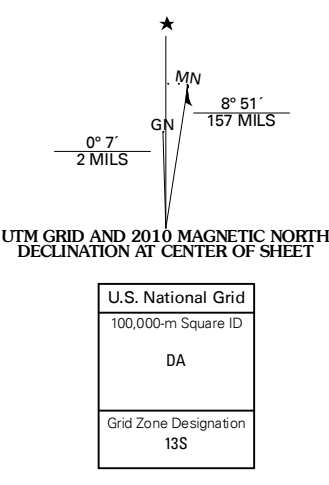 ★
MN
8° 51´
157 MILS
GN
0° 7´
2 MILS
UTM GRID AND 2010 MAGNETIC NORTH
DECLINATION AT CENTER OF SHEET
U.S. National Grid
100,000-m Square ID
DA
Grid Zone Designation
13S